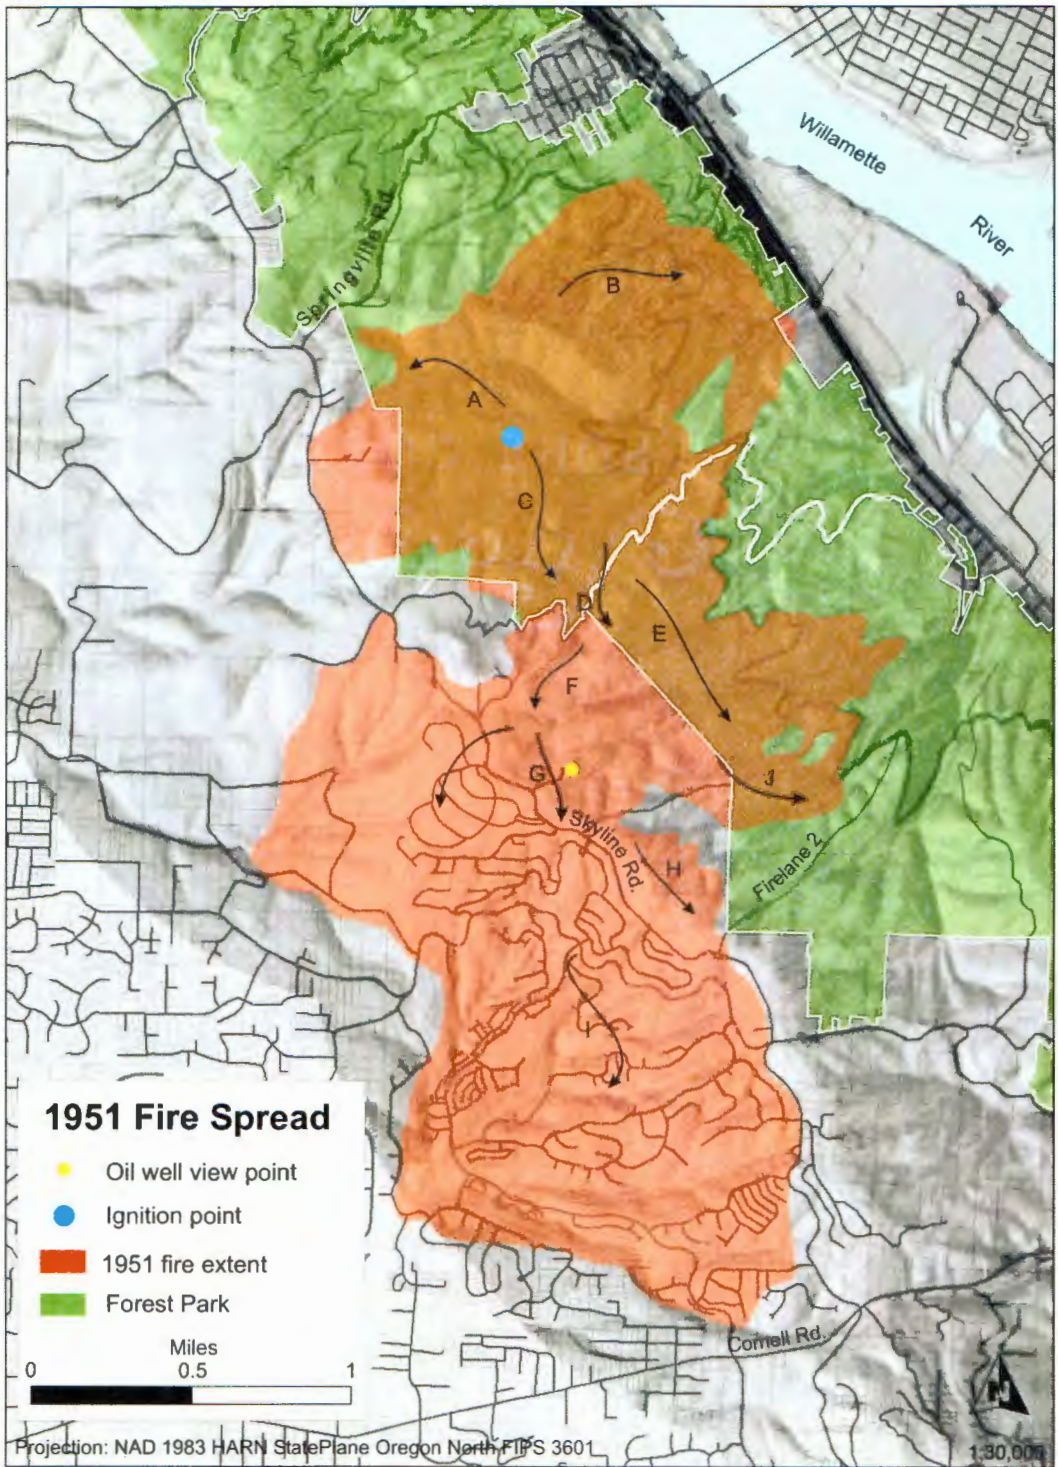 Willamette
River
Springville Rd
B
A
C
D
E
F
G
J
Skyline Rd.
H
Firelane 2
I
1951 Fire Spread
Oil well view point
Ignition point
1951 fire extent
Forest Park
Miles
0 0.5 1
Cornell Rd.
N
Projection: NAD 1983 HARN StatePlane Oregon North FIPS 3601
1:30,000